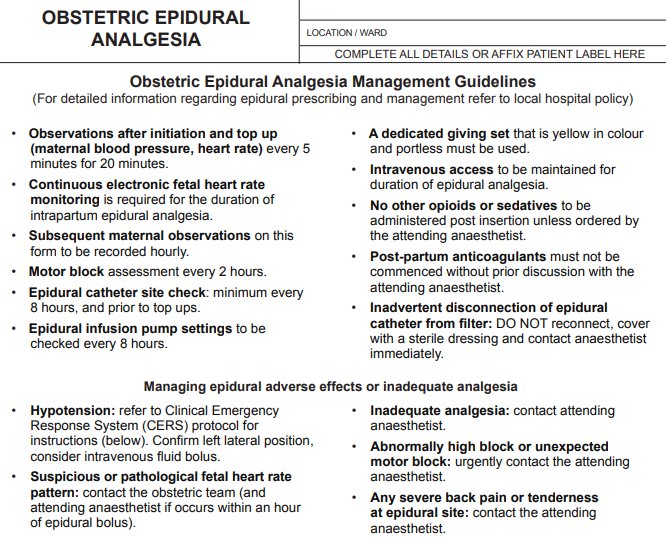 OBSTETRIC EPIDURAL
ANALGESIA
LOCATION / WARD
COMPLETE ALL DETAILS OR AFFIX PATIENT LABEL HERE
Obstetric Epidural Analgesia Management Guidelines
(For detailed information regarding epidural prescribing and management refer to local hospital policy)
• Observations after initiation and top up
(maternal blood pressure, heart rate) every 5
minutes for 20 minutes.
• Continuous electronic fetal heart rate
monitoring is required for the duration of
intrapartum epidural analgesia.
• Subsequent maternal observations on this
form to be recorded hourly.
• Motor block assessment every 2 hours.
• Epidural catheter site check: minimum every
8 hours, and prior to top ups.
• Epidural infusion pump settings to be
checked every 8 hours.
• A dedicated giving set that is yellow in colour
and portless must be used.
• Intravenous access to be maintained for
duration of epidural analgesia.
• No other opioids or sedatives to be
administered post insertion unless ordered by
the attending anaesthetist.
• Post-partum anticoagulants must not be
commenced without prior discussion with the
attending anaesthetist.
• Inadvertent disconnection of epidural
catheter from filter: DO NOT reconnect, cover
with a sterile dressing and contact anaesthetist
immediately.
Managing epidural adverse effects or inadequate analgesia
• Hypotension: refer to Clinical Emergency
Response System (CERS) protocol for
instructions (below). Confirm left lateral position,
consider intravenous fluid bolus.
• Suspicious or pathological fetal heart rate
pattern: contact the obstetric team (and
attending anaesthetist if occurs within an hour
of epidural bolus).
• Inadequate analgesia: contact attending
anaesthetist.
• Abnormally high block or unexpected
motor block: urgently contact the attending
anaesthetist.
• Any severe back pain or tenderness
at epidural site: contact the attending
anaesthetist.